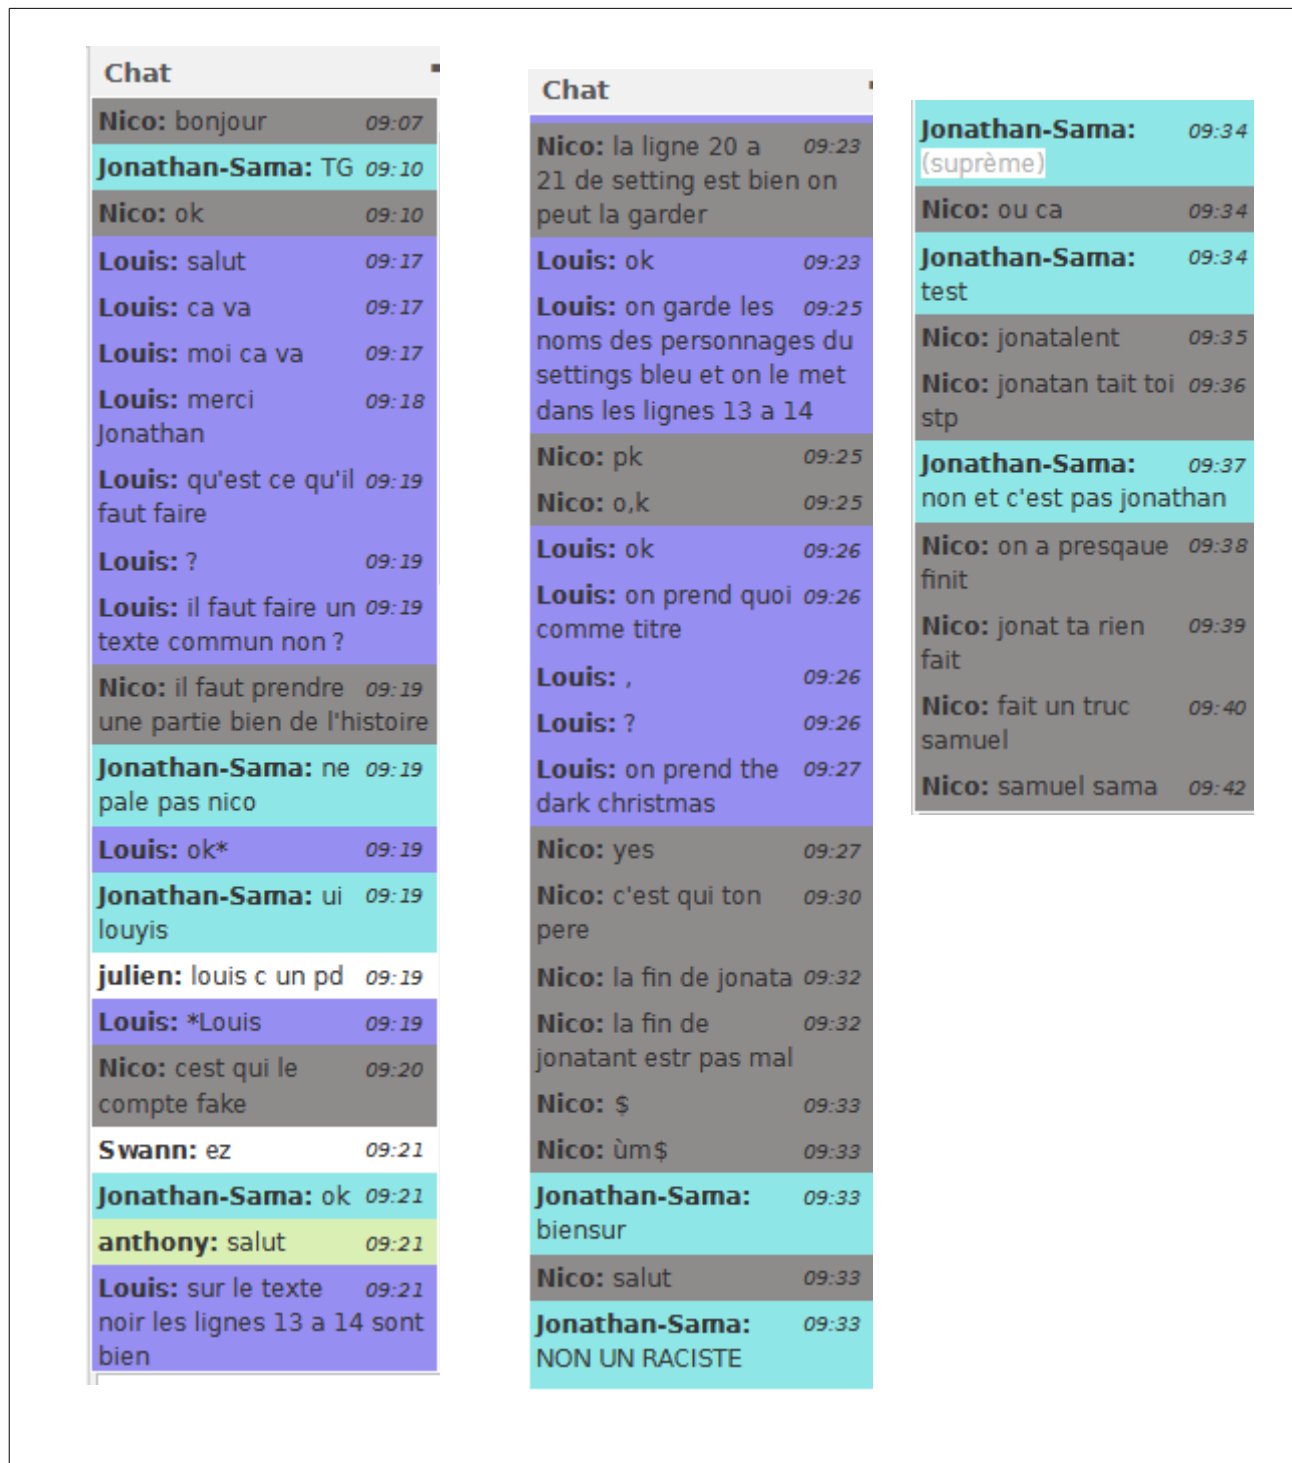 Chat
Nico: bonjour 09:07
Jonathan-Sama: TG 09:10
Nico: ok 09:10
Louis: salut 09:17
Louis: ca va 09:17
Louis: moi ca va 09:17
Louis: merci 09:18
Jonathan
Louis: qu'est ce qu'il 09:19
faut faire
Louis: ? 09:19
Louis: il faut faire un 09:19
texte commun non ?
Nico: il faut prendre 09:19
une partie bien de l'histoire
Jonathan-Sama: ne 09:19
pale pas nico
Louis: ok* 09:19
Jonathan-Sama: ui 09:19
louyis
julien: louis c un pd 09:19
Louis: *Louis 09:19
Nico: cest qui le 09:20
compte fake
Swann: ez 09:21
Jonathan-Sama: ok 09:21
anthony: salut 09:21
Louis: sur le texte 09:21
noir les lignes 13 a 14 sont
bien
Chat
Nico: la ligne 20 a 09:23
21 de setting est bien on
peut la garder
Louis: ok 09:23
Louis: on garde les 09:25
noms des personnages du
settings bleu et on le met
dans les lignes 13 a 14
Nico: pk 09:25
Nico: o,k 09:25
Louis: ok 09:26
Louis: on prend quoi 09:26
comme titre
Louis: , 09:26
Louis: ? 09:26
Louis: on prend the 09:27
dark christmas
Nico: yes 09:27
Nico: c'est qui ton 09:30
pere
Nico: la fin de jonata 09:32
Nico: la fin de 09:32
jonatant estr pas mal
Nico: $ 09:33
Nico: ùm$ 09:33
Jonathan-Sama: 09:33
biensur
Nico: salut 09:33
Jonathan-Sama: 09:33
NON UN RACISTE
Jonathan-Sama: 09:34
(suprème)
Nico: ou ca 09:34
Jonathan-Sama: 09:34
test
Nico: jonatalent 09:35
Nico: jonatan tait toi 09:36
stp
Jonathan-Sama: 09:37
non et c'est pas jonathan
Nico: on a presqaue 09:38
finit
Nico: jonat ta rien 09:39
fait
Nico: fait un truc 09:40
samuel
Nico: samuel sama 09:42